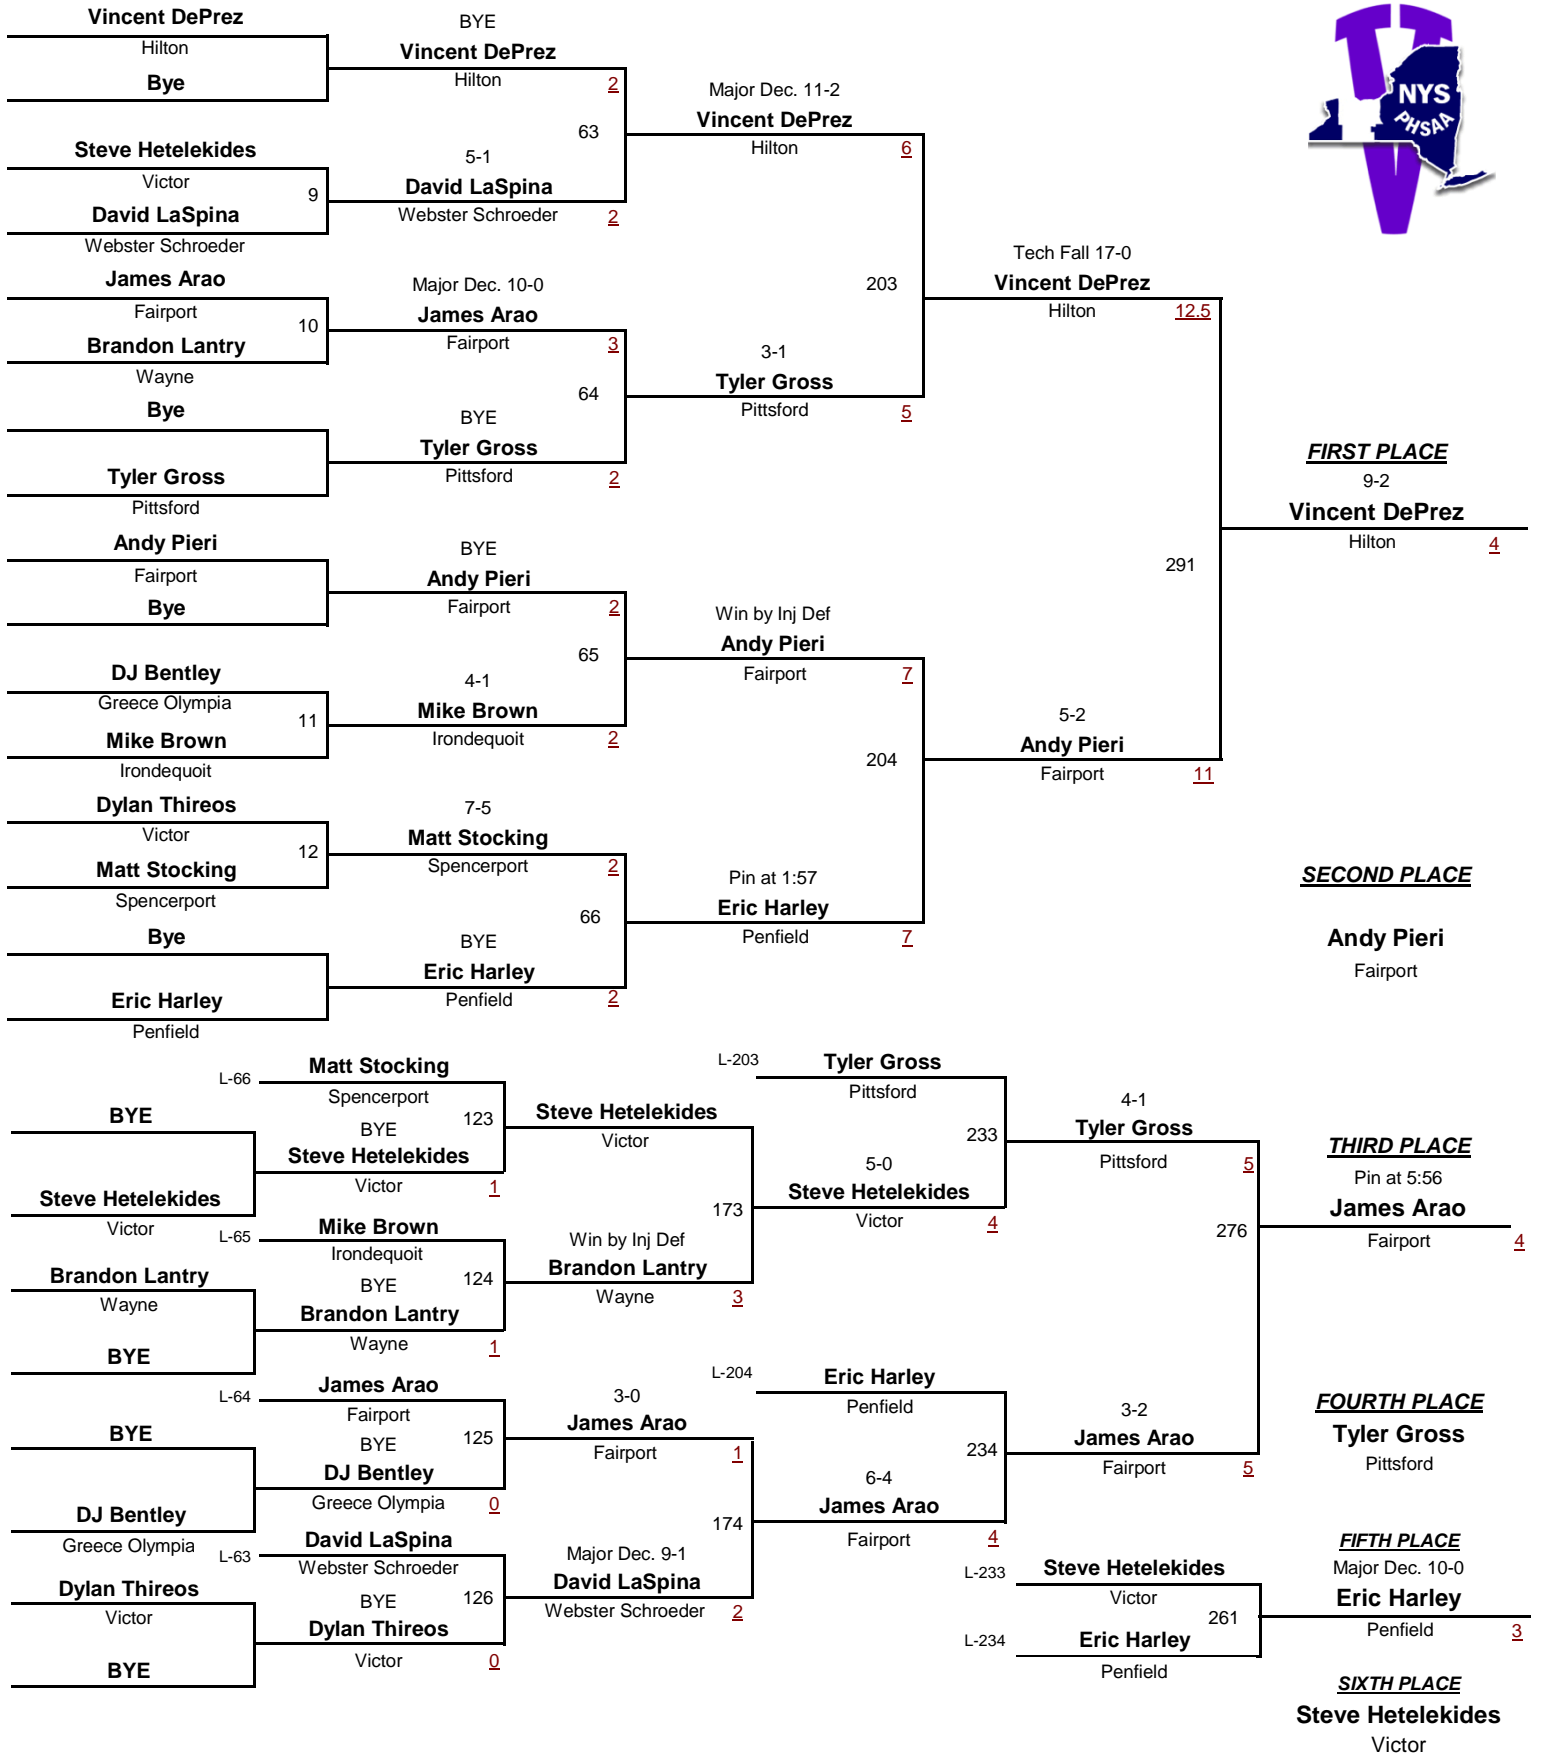 Vincent DePrez
Hilton
Bye
Steve Hetelekides
Victor
9
David LaSpina
Webster Schroeder
James Arao
Fairport
10
Brandon Lantry
Wayne
Bye
Tyler Gross
Pittsford
Andy Pieri
Fairport
Bye
DJ Bentley
Greece Olympia
11
Mike Brown
Irondequoit
Dylan Thireos
Victor
12
Matt Stocking
Spencerport
Bye
Eric Harley
Penfield
BYE
Vincent DePrez
Hilton
2
63
5-1
David LaSpina
Webster Schroeder
2
Major Dec. 10-0
James Arao
Fairport
3
64
BYE
Tyler Gross
Pittsford
2
BYE
Andy Pieri
Fairport
2
65
4-1
Mike Brown
Irondequoit
2
7-5
Matt Stocking
Spencerport
2
66
BYE
Eric Harley
Penfield
2
Major Dec. 11-2
Vincent DePrez
Hilton
6
203
3-1
Tyler Gross
Pittsford
5
Win by Inj Def
Andy Pieri
Fairport
7
204
Pin at 1:57
Eric Harley
Penfield
7
Tech Fall 17-0
Vincent DePrez
Hilton
12.5
291
5-2
Andy Pieri
Fairport
11
NYS
PHSAA
FIRST PLACE
9-2
Vincent DePrez
Hilton
4
SECOND PLACE
Andy Pieri
Fairport
BYE
Steve Hetelekides
Victor
Brandon Lantry
Wayne
BYE
BYE
DJ Bentley
Greece Olympia
Dylan Thireos
Victor
BYE
L-66
Matt Stocking
Spencerport
123
BYE
Steve Hetelekides
Victor
1
L-65
Mike Brown
Irondequoit
124
BYE
Brandon Lantry
Wayne
1
L-64
James Arao
Fairport
125
BYE
DJ Bentley
Greece Olympia
0
L-63
David LaSpina
Webster Schroeder
126
BYE
Dylan Thireos
Victor
0
Steve Hetelekides
Victor
173
Win by Inj Def
Brandon Lantry
Wayne
3
3-0
James Arao
Fairport
1
174
Major Dec. 9-1
David LaSpina
Webster Schroeder
2
L-203
Tyler Gross
Pittsford
233
5-0
Steve Hetelekides
Victor
4
L-204
Eric Harley
Penfield
234
6-4
James Arao
Fairport
4
4-1
Tyler Gross
Pittsford
5
276
3-2
James Arao
Fairport
5
L-233
Steve Hetelekides
Victor
261
L-234
Eric Harley
Penfield
THIRD PLACE
Pin at 5:56
James Arao
Fairport
4
FOURTH PLACE
Tyler Gross
Pittsford
FIFTH PLACE
Major Dec. 10-0
Eric Harley
Penfield
3
SIXTH PLACE
Steve Hetelekides
Victor